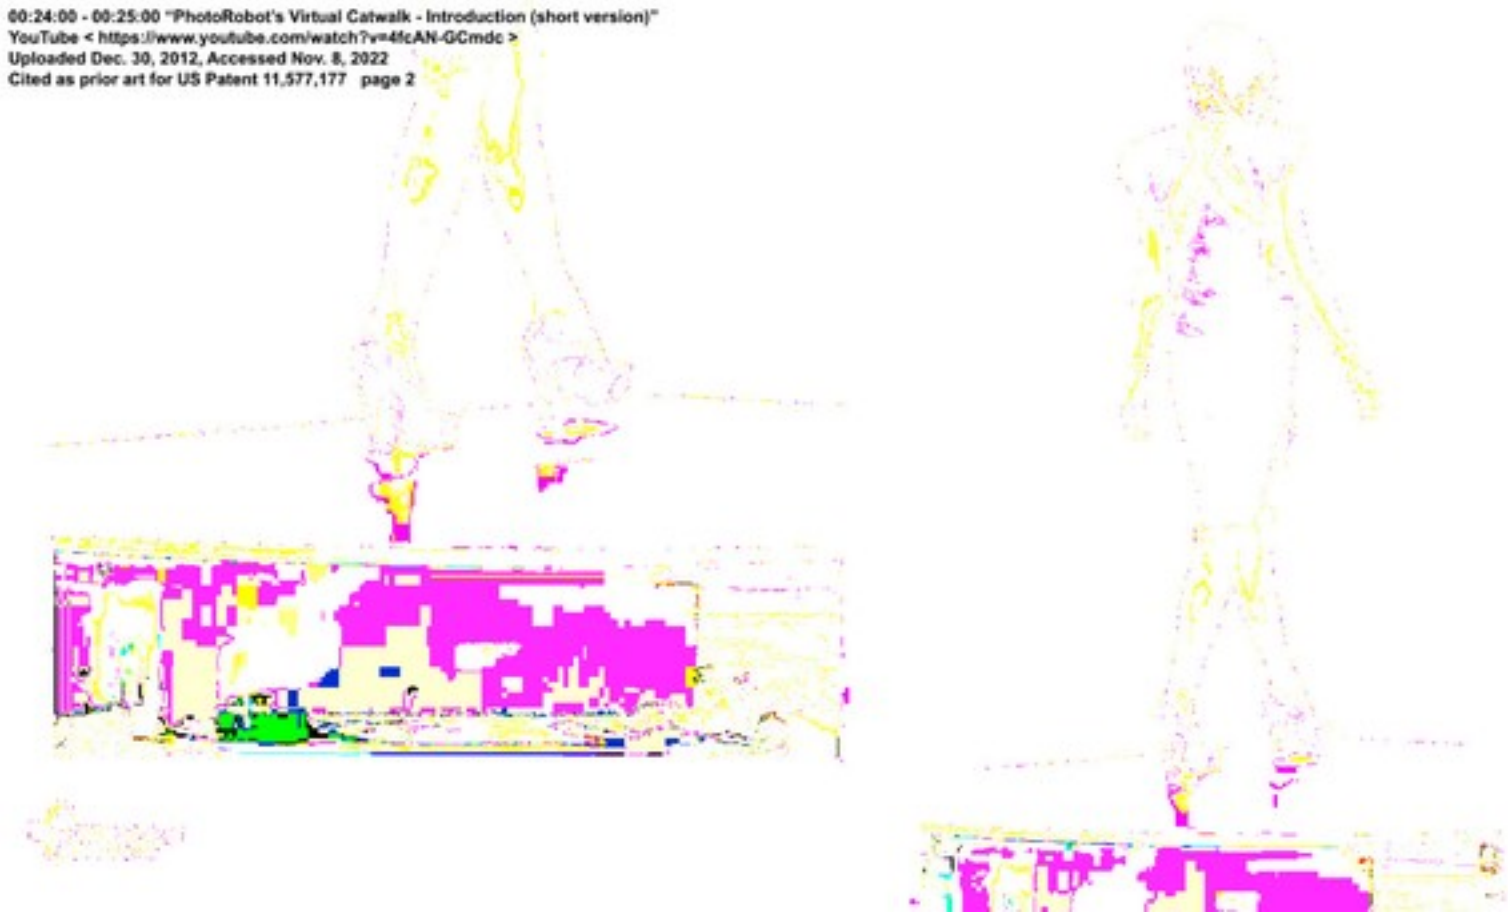 00:24:00 - 00:25:00 "PhotoRobot's Virtual Catwalk - Introduction (short version)"
YouTube < https://www.youtube.com/watch?v=4fcAN-GCmdc >
Uploaded Dec. 30, 2012, Accessed Nov. 8, 2022
Cited as prior art for US Patent 11,577,177 page 2